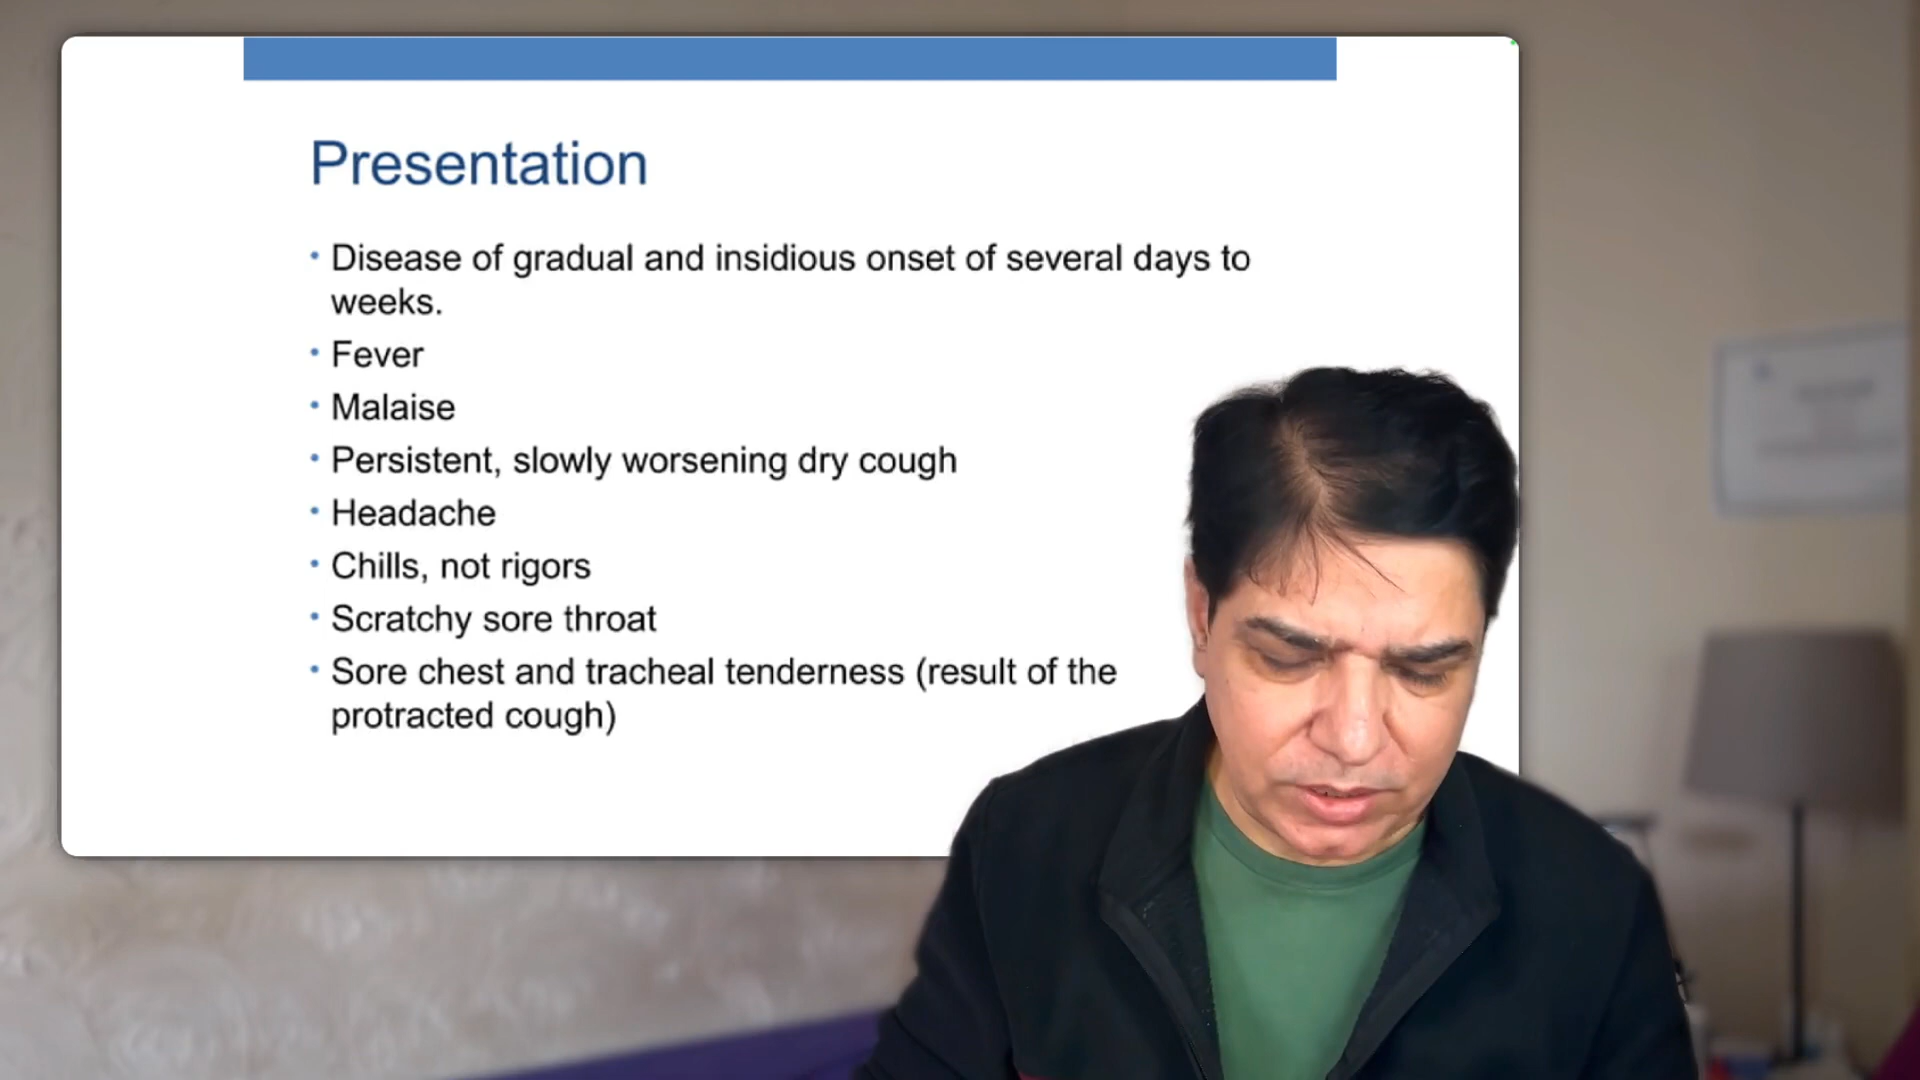 Presentation
• Disease of gradual and insidious onset of several days to
weeks.
• Fever
• Malaise
• Persistent, slowly worsening dry cough
• Headache
• Chills, not rigors
• Scratchy sore throat
• Sore chest and tracheal tenderness (result of the
protracted cough)